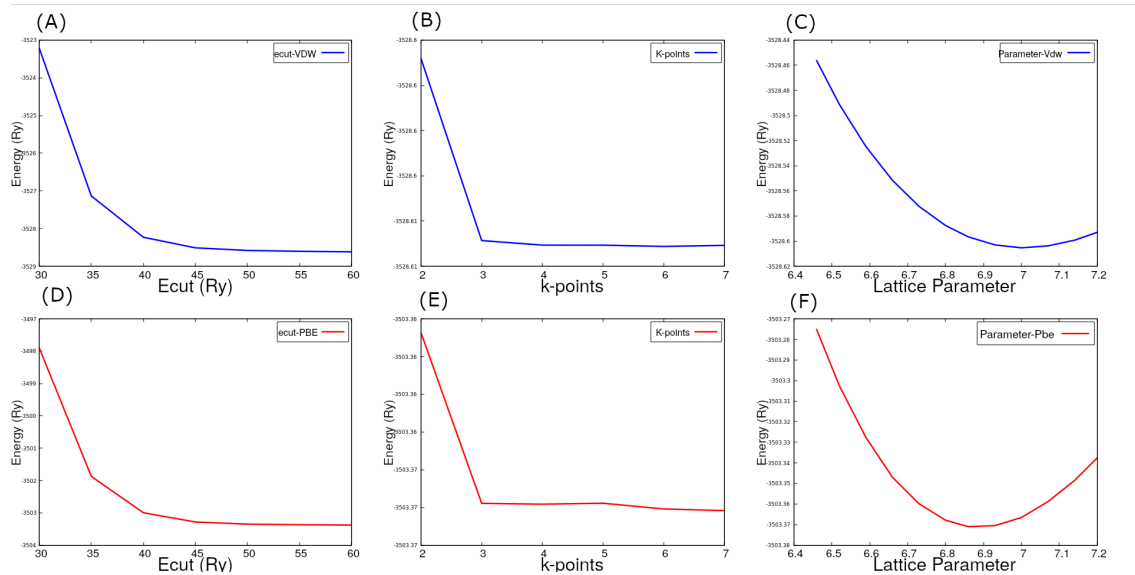 (A)
-3523
-3524
-3525
-3526
-3527
-3528
-3529
Energy (Ry)
ecut-VDW
30 35 40 45 50 55 60
Ecut (Ry)
(B)
-3528.6
-3528.6
-3528.6
-3528.6
-3528.61
-3528.61
Energy (Ry)
K-points
2 3 4 5 6 7
k-points
(C)
-3528.44
-3528.46
-3528.48
-3528.5
-3528.52
-3528.54
-3528.56
-3528.58
-3528.6
-3528.62
Energy (Ry)
Parameter-Vdw
6.4 6.5 6.6 6.7 6.8 6.9 7 7.1 7.2
Lattice Parameter
(D)
-3497
-3498
-3499
-3500
-3501
-3502
-3503
-3504
Energy (Ry)
ecut-PBE
30 35 40 45 50 55 60
Ecut (Ry)
(E)
-3503.36
-3503.36
-3503.36
-3503.36
-3503.37
-3503.37
-3503.37
Energy (Ry)
K-points
2 3 4 5 6 7
k-points
(F)
-3503.27
-3503.28
-3503.29
-3503.3
-3503.31
-3503.32
-3503.33
-3503.34
-3503.35
-3503.36
-3503.37
-3503.38
Energy (Ry)
Parameter-Pbe
6.4 6.5 6.6 6.7 6.8 6.9 7 7.1 7.2
Lattice Parameter